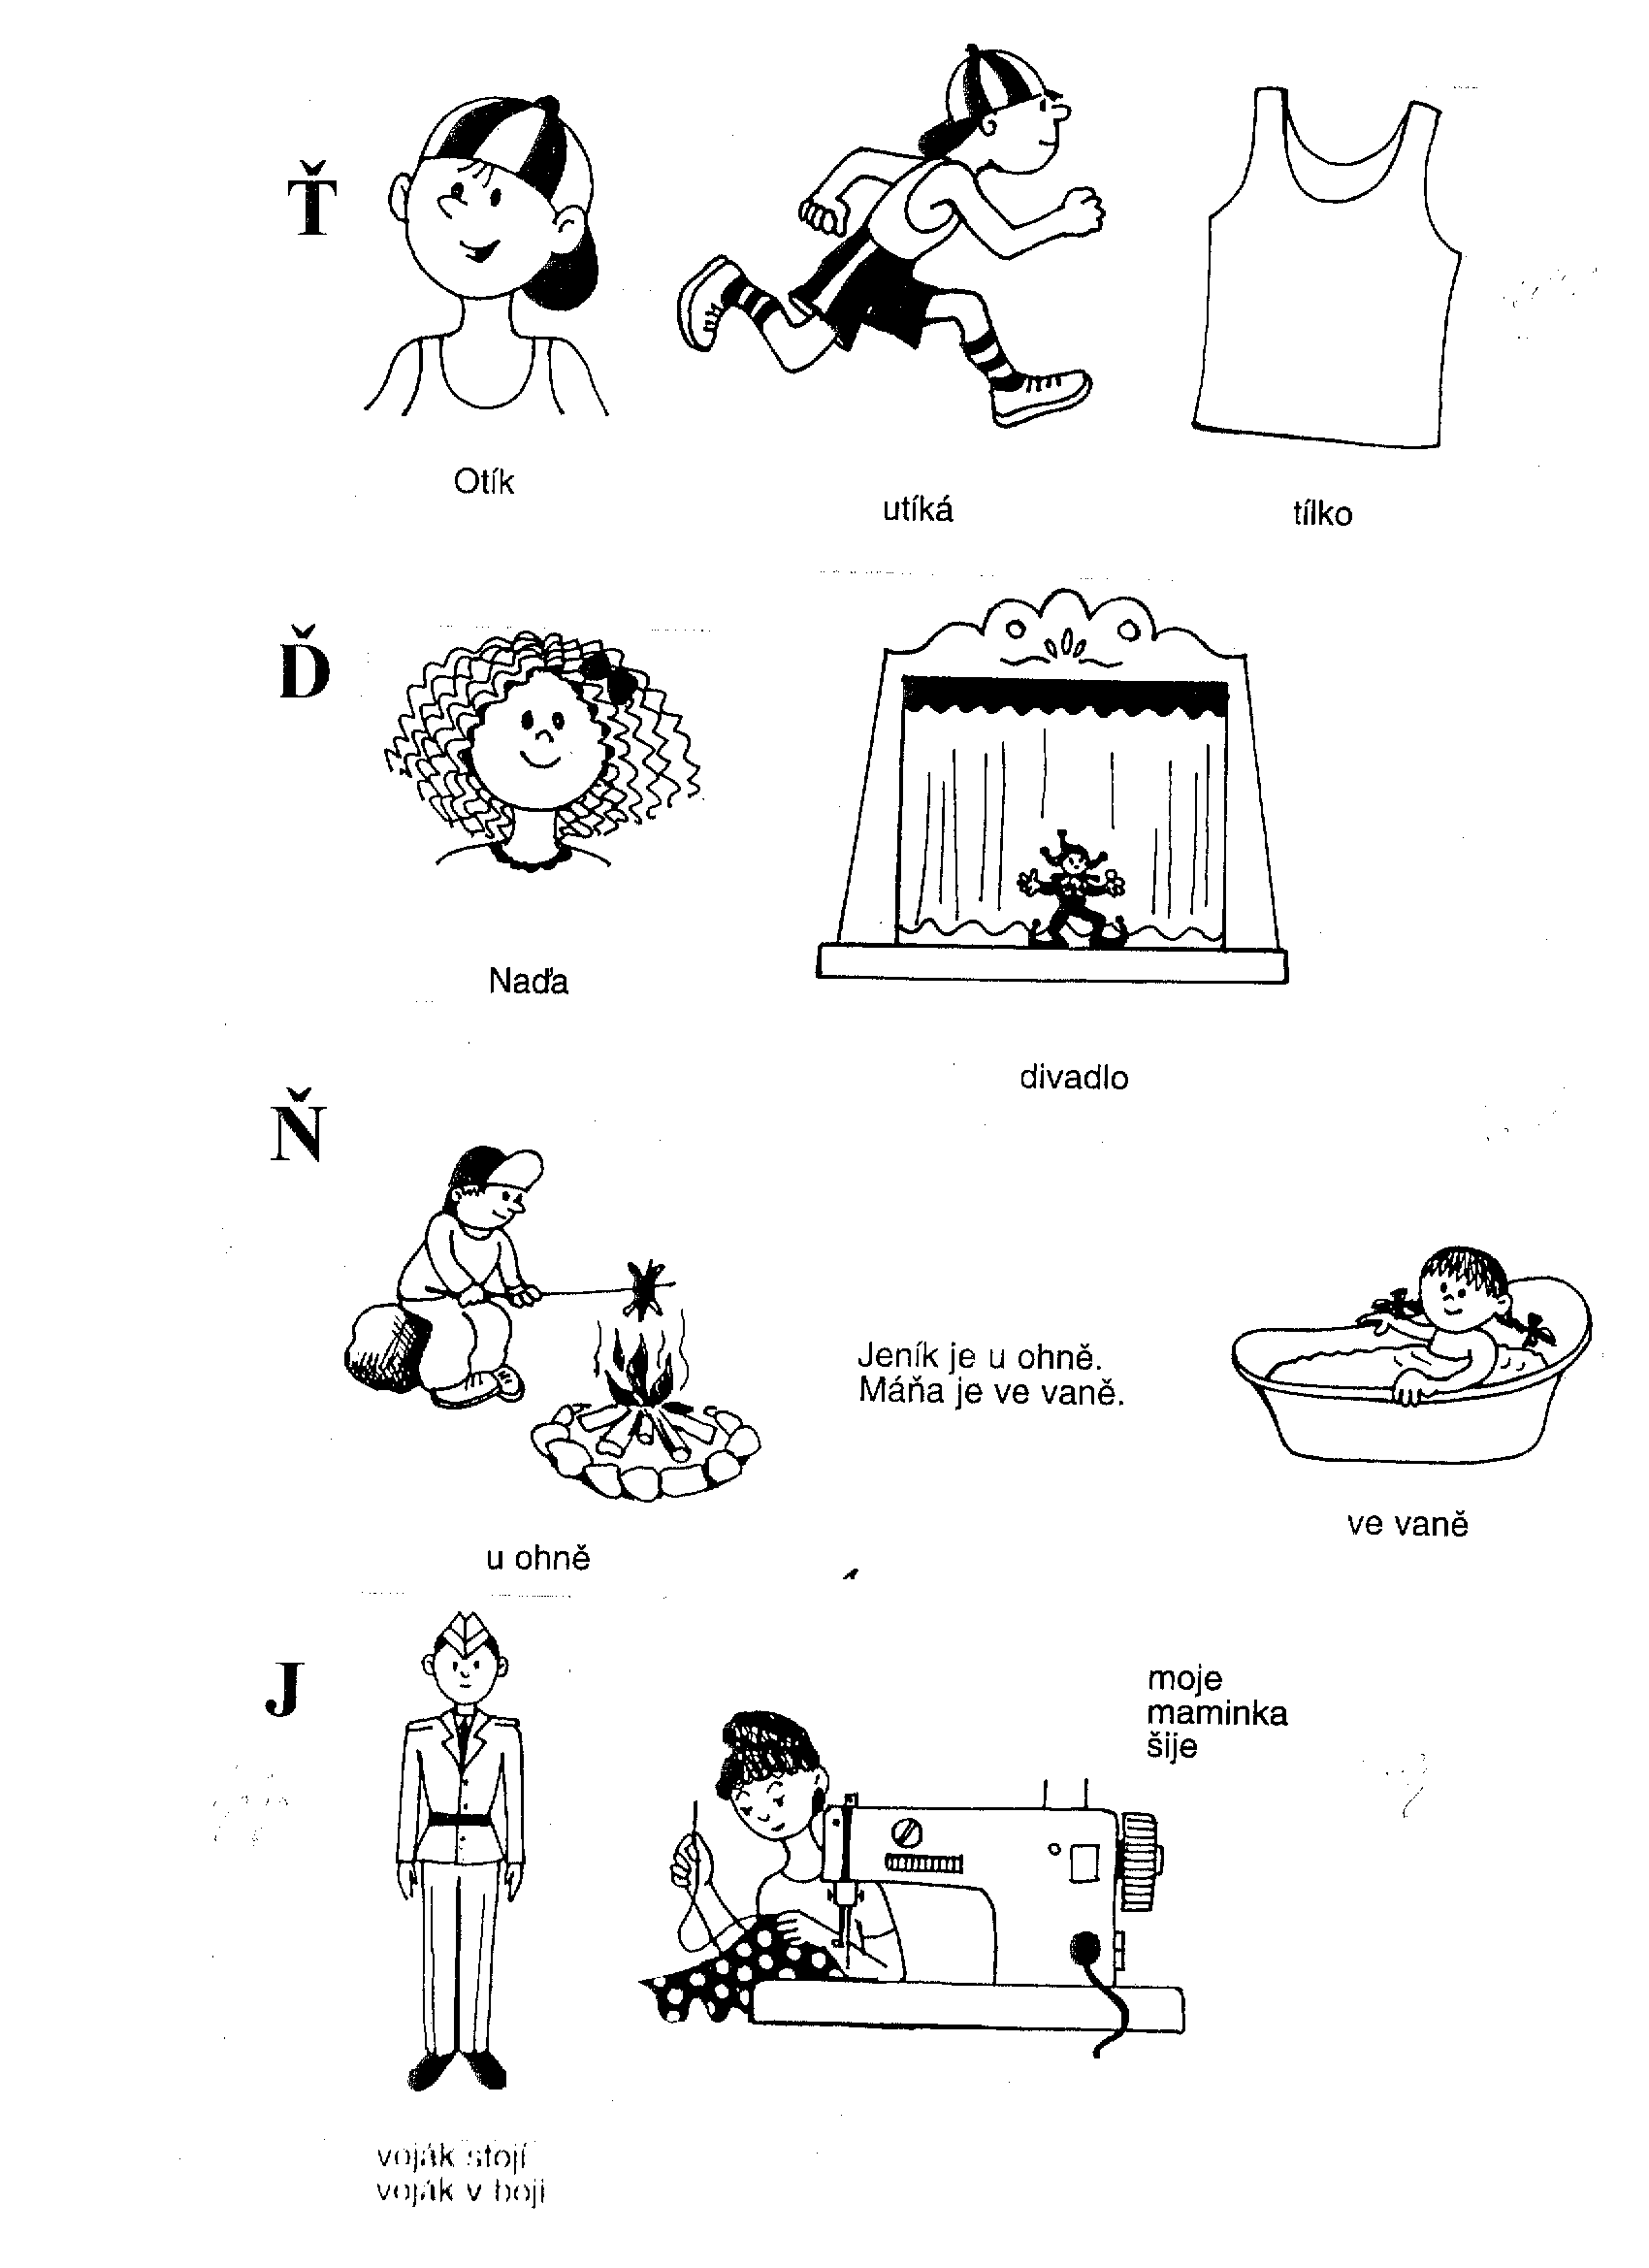 Ť
Otík
utíká
tílko
Ď
Naďa
divadlo
Ň
Jeník je u ohně.
Máňa je ve vaně.
ve vaně
u ohně
J
moje
maminka
šije
voják stojí
voják v boji